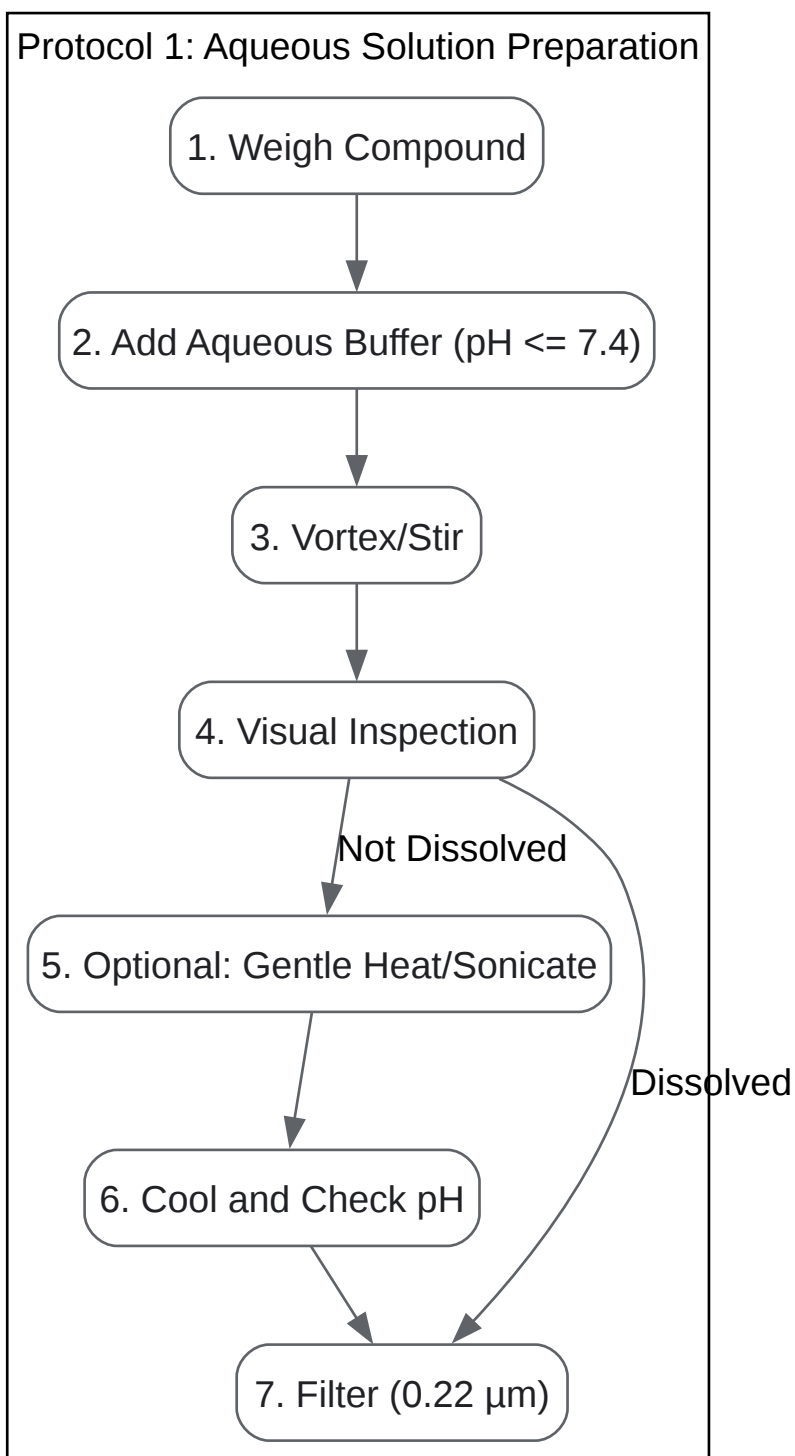 Protocol 1: Aqueous Solution Preparation
1. Weigh Compound
2. Add Aqueous Buffer (pH <= 7.4)
3. Vortex/Stir
4. Visual Inspection
Not Dissolved
5. Optional: Gentle Heat/Sonicate
Dissolved
6. Cool and Check pH
7. Filter (0.22 µm)